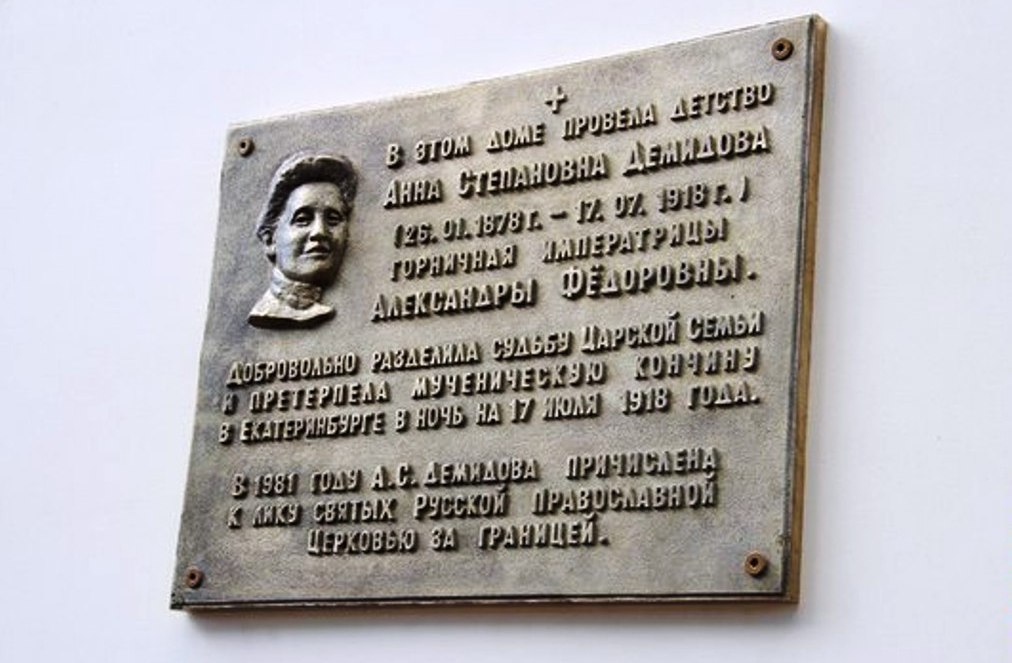 В ЭТОМ ДОМЕ ПРОВЕЛА ДЕТСТВО
АННА СТЕПАНОВНА ДЕМИДОВА
(26.01.1878 Г. – 17.07.1918 Г.)
ГОРНИЧНАЯ ИМПЕРАТРИЦЫ
АЛЕКСАНДРЫ ФЁДОРОВНЫ.
ДОБРОВОЛЬНО РАЗДЕЛИЛА СУДЬБУ ЦАРСКОЙ СЕМЬИ
И ПРЕТЕРПЕЛА МУЧЕНИЧЕСКУЮ КОНЧИНУ
В ЕКАТЕРИНБУРГЕ В НОЧЬ НА 17 ИЮЛЯ 1918 ГОДА.
В 1981 ГОДУ А.С. ДЕМИДОВА ПРИЧИСЛЕНА
К ЛИКУ СВЯТЫХ РУССКОЙ ПРАВОСЛАВНОЙ
ЦЕРКОВЬЮ ЗА ГРАНИЦЕЙ.